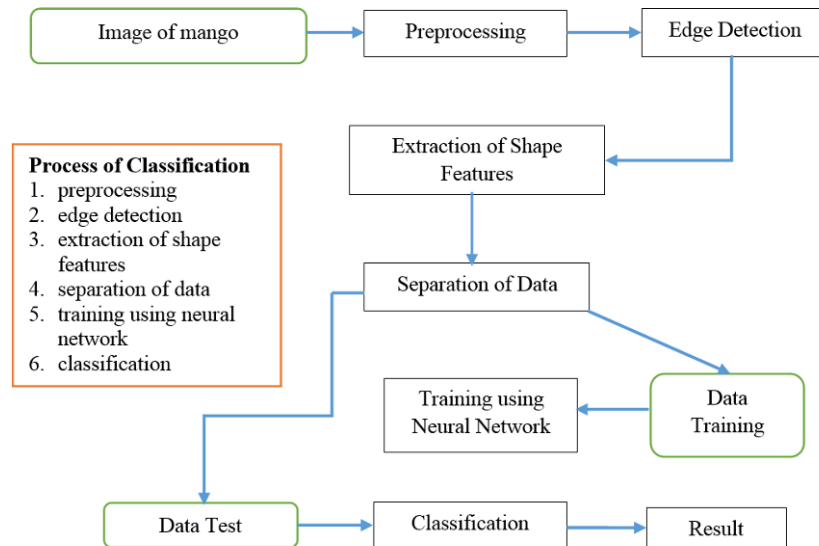 Image of mango
Preprocessing
Edge Detection
Extraction of Shape
Features
Process of Classification
1. preprocessing
2. edge detection
3. extraction of shape
features
4. separation of data
5. training using neural
network
6. classification
Separation of Data
Training using
Neural Network
Data
Training
Data Test
Classification
Result